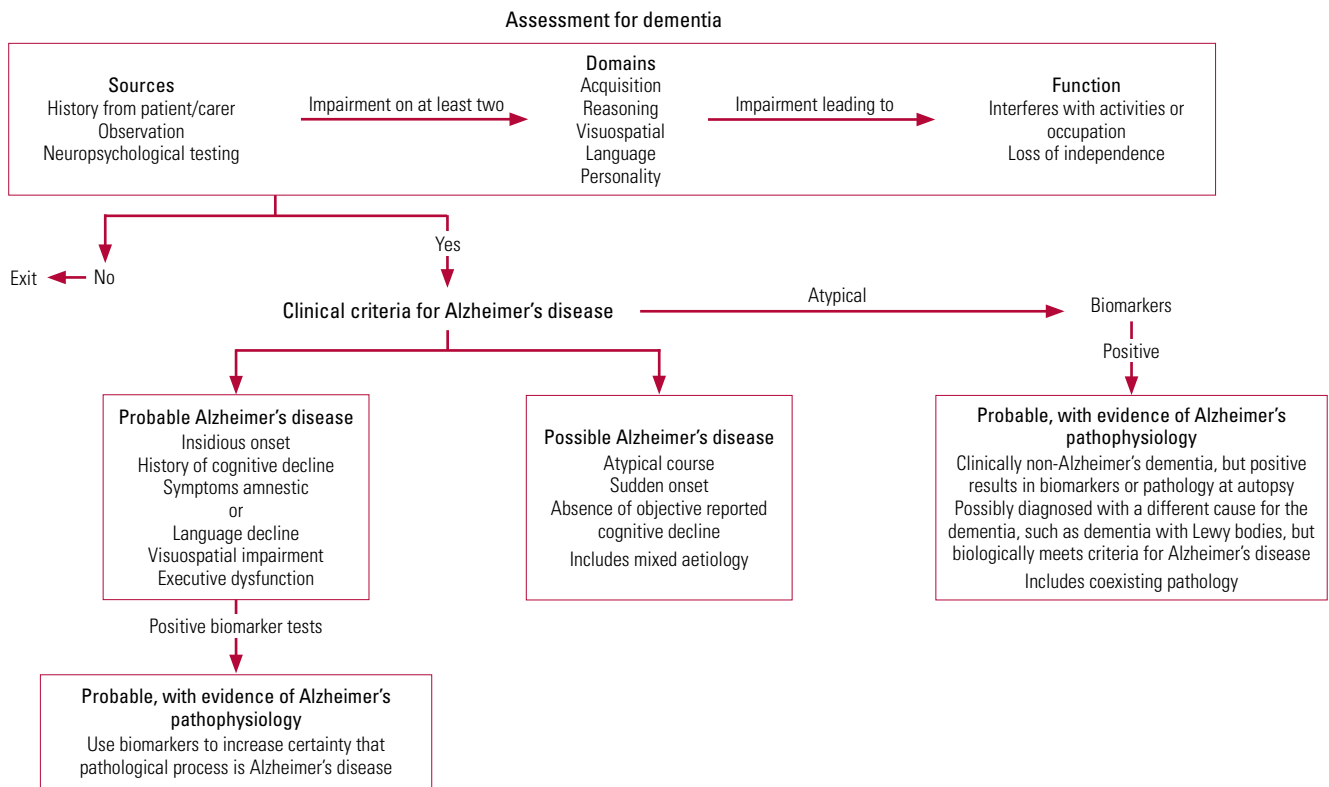 Assessment for dementia
Sources
History from patient/carer
Observation
Neuropsychological testing
Impairment on at least two
Domains
Acquisition
Reasoning
Visuospatial
Language
Personality
Impairment leading to
Function
Interferes with activities or
occupation
Loss of independence
Exit
No
Yes
Clinical criteria for Alzheimer's disease
Atypical
Biomarkers
Positive
Probable Alzheimer's disease
Insidious onset
History of cognitive decline
Symptoms amnestic
or
Language decline
Visuospatial impairment
Executive dysfunction
Possible Alzheimer's disease
Atypical course
Sudden onset
Absence of objective reported
cognitive decline
Includes mixed aetiology
Probable, with evidence of Alzheimer's
pathophysiology
Clinically non-Alzheimer's dementia, but positive
results in biomarkers or pathology at autopsy
Possibly diagnosed with a different cause for the
dementia, such as dementia with Lewy bodies, but
biologically meets criteria for Alzheimer's disease
Includes coexisting pathology
Positive biomarker tests
Probable, with evidence of Alzheimer's
pathophysiology
Use biomarkers to increase certainty that
pathological process is Alzheimer's disease